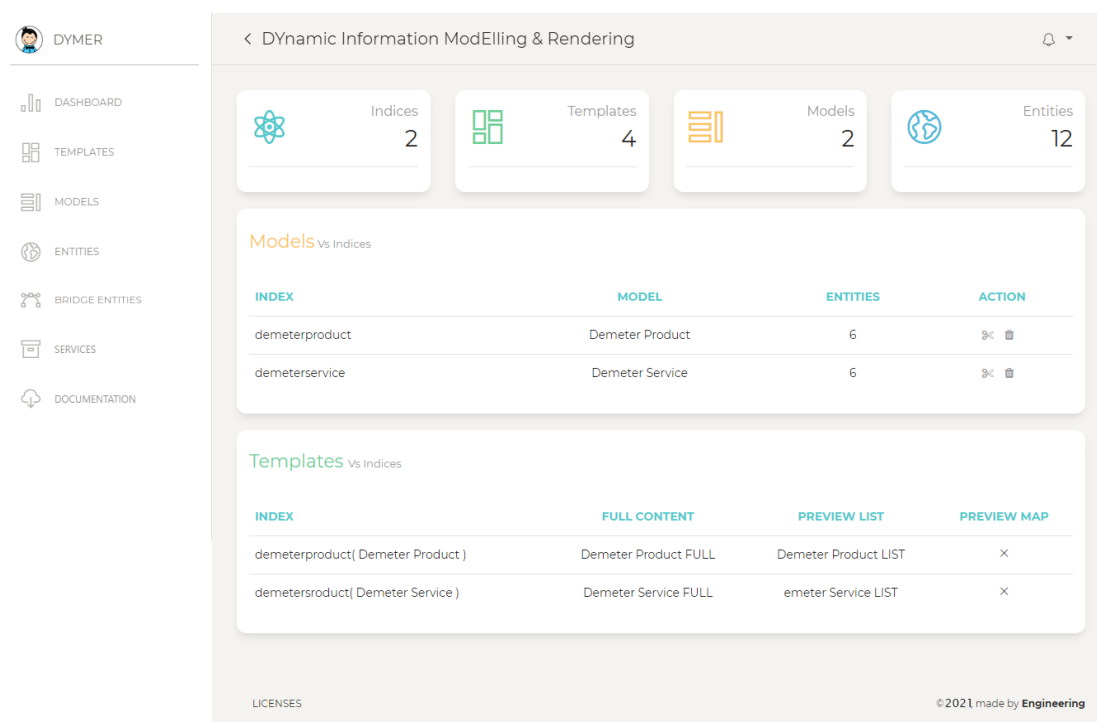 DYMER
DYnamic Information ModElling & Rendering
DASHBOARD
TEMPLATES
MODELS
ENTITIES
BRIDGE ENTITIES
SERVICES
DOCUMENTATION
Indices
2
Templates
4
Models
2
Entities
12
Models Vs Indices
INDEX MODEL ENTITIES ACTION
demeterproduct Demeter Product 6
demeterservice Demeter Service 6
Templates Vs Indices
INDEX FULL CONTENT PREVIEW LIST PREVIEW MAP
demeterproduct( Demeter Product ) Demeter Product FULL Demeter Product LIST
demetersroduct( Demeter Service ) Demeter Service FULL emeter Service LIST
LICENSES ©2021, made by Engineering